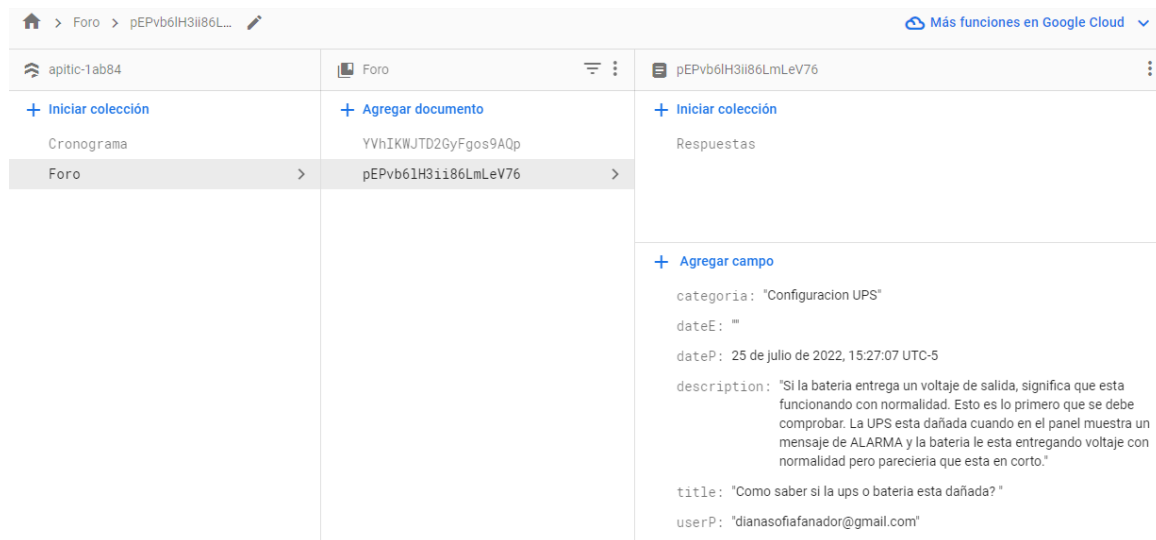 Foro
pEPvb6lH3ii86L...
Más funciones en Google Cloud
apitic-1ab84
Foro
pEPvb6lH3ii86LmLeV76
Iniciar colección
Agregar documento
Iniciar colección
Cronograma
YVhIKWJTD2GyFgos9AQp
Respuestas
Foro
pEPvb6lH3ii86LmLeV76
Agregar campo
categoria: "Configuracion UPS"
dateE: ""
dateP: 25 de julio de 2022, 15:27:07 UTC-5
description: "Si la bateria entrega un voltaje de salida, significa que esta
funcionando con normalidad. Esto es lo primero que se debe
comprobar. La UPS esta dañada cuando en el panel muestra un
mensaje de ALARMA y la bateria le esta entregando voltaje con
normalidad pero parecieria que esta en corto."
title: "Como saber si la ups o bateria esta dañada? "
userP: "dianasofiafanador@gmail.com"